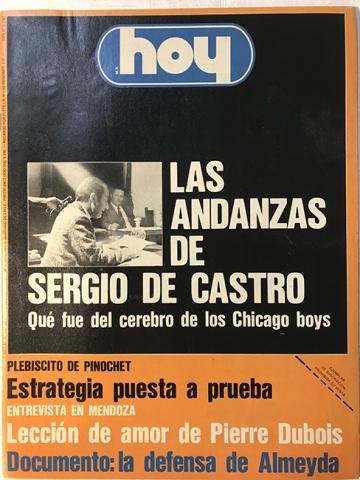 hoy
LAS
ANDANZAS
DE
SERGIO DE CASTRO
Qué fue del cerebro de los Chicago boys
PLEBISCITO DE PINOCHET
Estrategia puesta a prueba
ENTREVISTA EN MENDOZA
Lección de amor de Pierre Dubois
Documento: la defensa de Almeyda